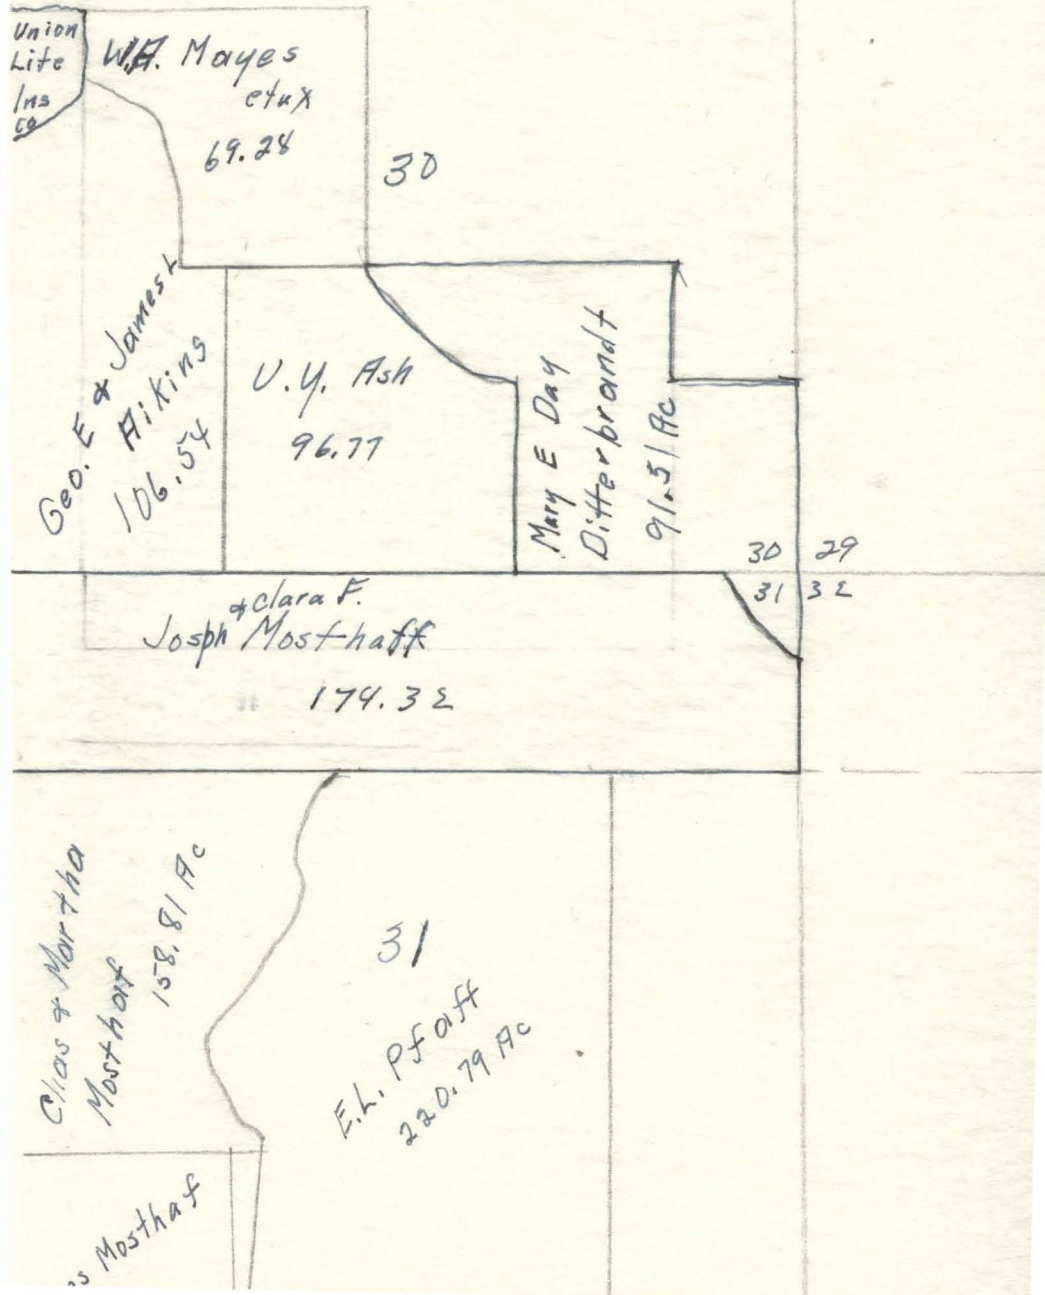 Union
Life
Ins
Co
W.A. Mayes
etux
69.28
30
Geo. E & James L
Aikins
106.54
V.Y. Ash
96.77
Mary E Day
Ditterbrandt
91.51 Ac
30 29
31 32
& Clara F.
Josph Mosthaff
174.32
Chas & Martha
Mosthaf
158.81 Ac
31
E.L. Pfaff
220.79 Ac
es Mosthaf